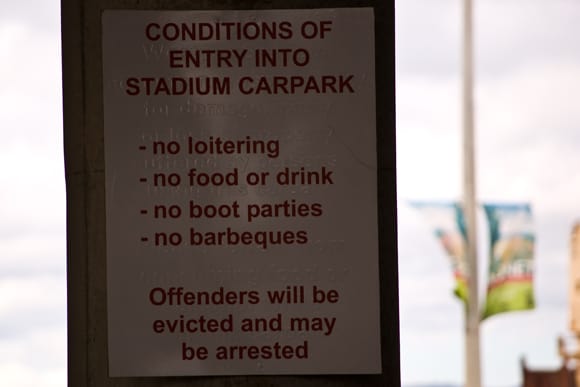 CONDITIONS OF
ENTRY INTO
STADIUM CARPARK
- no loitering
- no food or drink
- no boot parties
- no barbeques
Offenders will be
evicted and may
be arrested